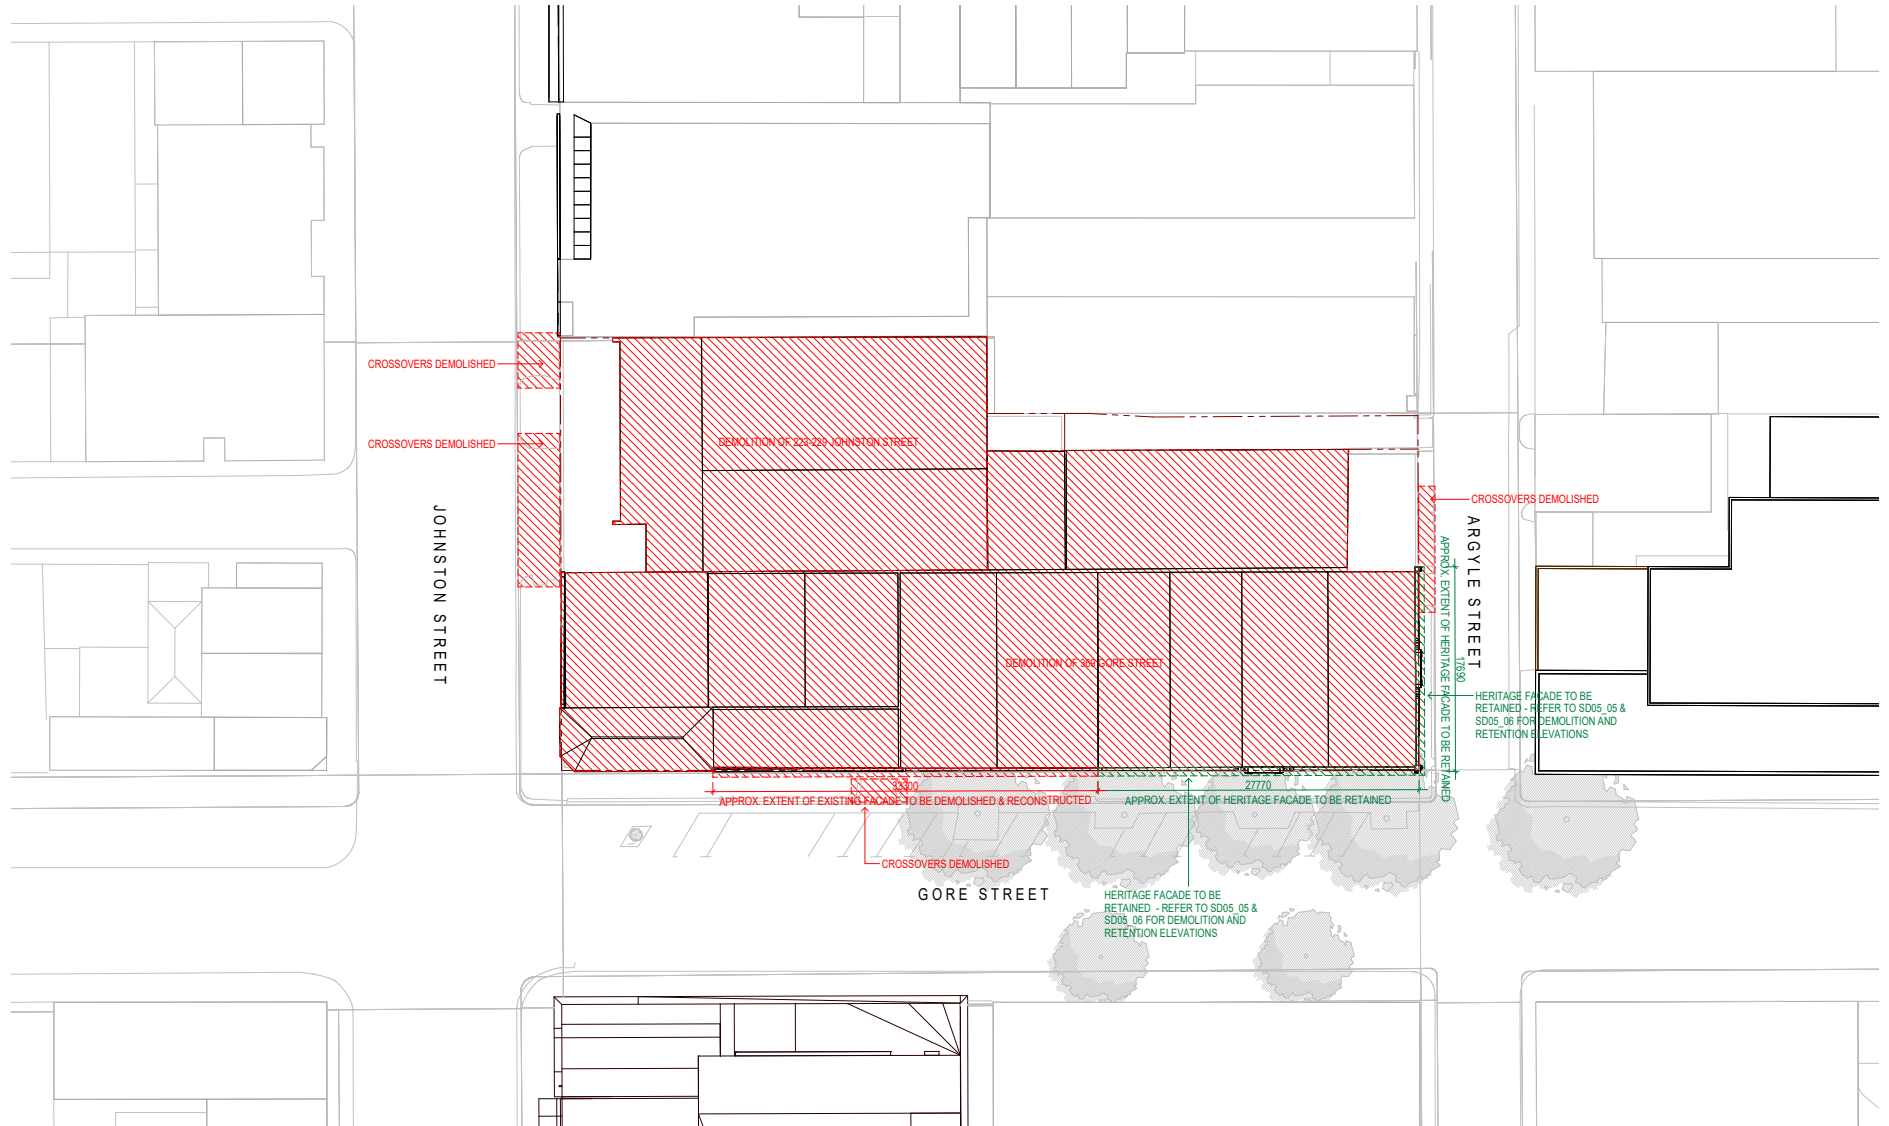 CROSSOVERS DEMOLISHED
CROSSOVERS DEMOLISHED
DEMOLITION OF 223-229 JOHNSTON STREET
CROSSOVERS DEMOLISHED
JOHNSTON STREET
ARGYLE STREET
APPROX. EXTENT OF HERITAGE FACADE TO BE RETAINED
17690
DEMOLITION OF 369 GORE STREET
HERITAGE FACADE TO BE
RETAINED - REFER TO SD05_05 &
SD05_06 FOR DEMOLITION AND
RETENTION ELEVATIONS
33300
27770
APPROX. EXTENT OF EXISTING FACADE TO BE DEMOLISHED & RECONSTRUCTED
APPROX. EXTENT OF HERITAGE FACADE TO BE RETAINED
CROSSOVERS DEMOLISHED
GORE STREET
HERITAGE FACADE TO BE
RETAINED - REFER TO SD05_05 &
SD05_06 FOR DEMOLITION AND
RETENTION ELEVATIONS